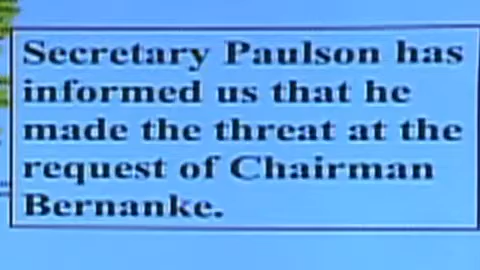 Secretary Paulson has
informed us that he
made the threat at the
request of Chairman
Bernanke.